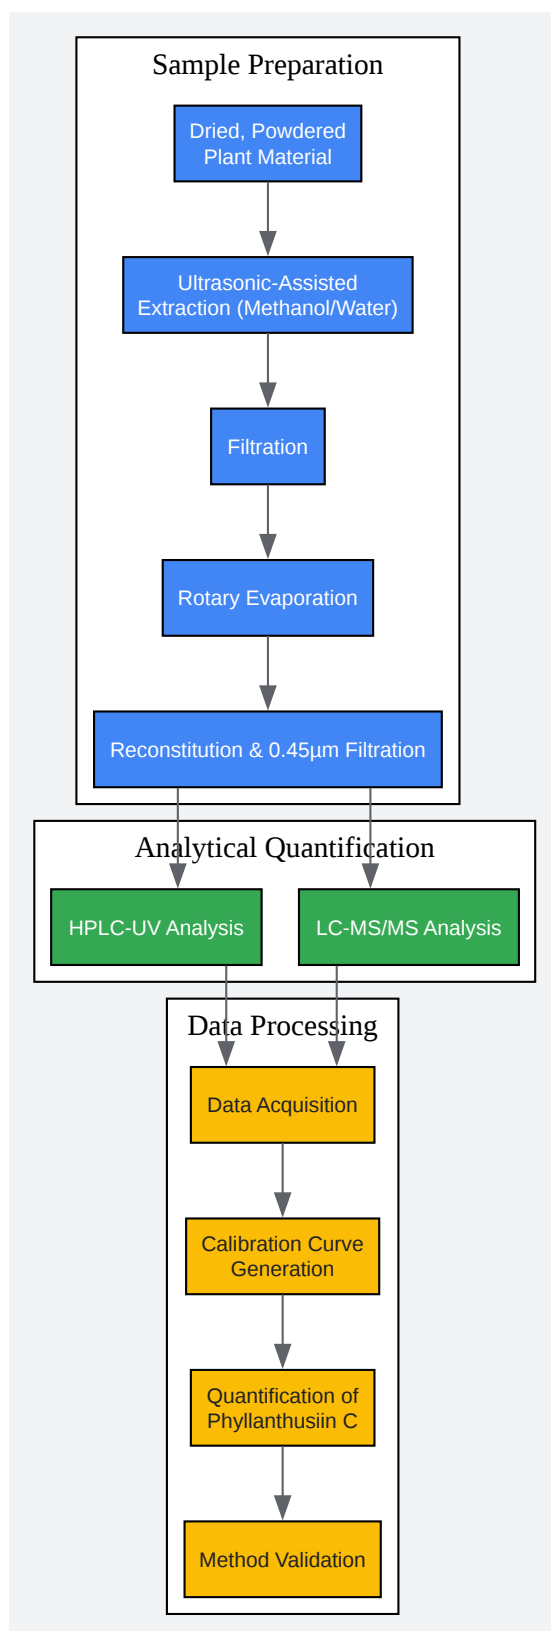 Sample Preparation
Dried, Powdered
Plant Material
Ultrasonic-Assisted
Extraction (Methanol/Water)
Filtration
Rotary Evaporation
Reconstitution & 0.45µm Filtration
Analytical Quantification
HPLC-UV Analysis
LC-MS/MS Analysis
Data Processing
Data Acquisition
Calibration Curve
Generation
Quantification of
Phyllanthusiin C
Method Validation